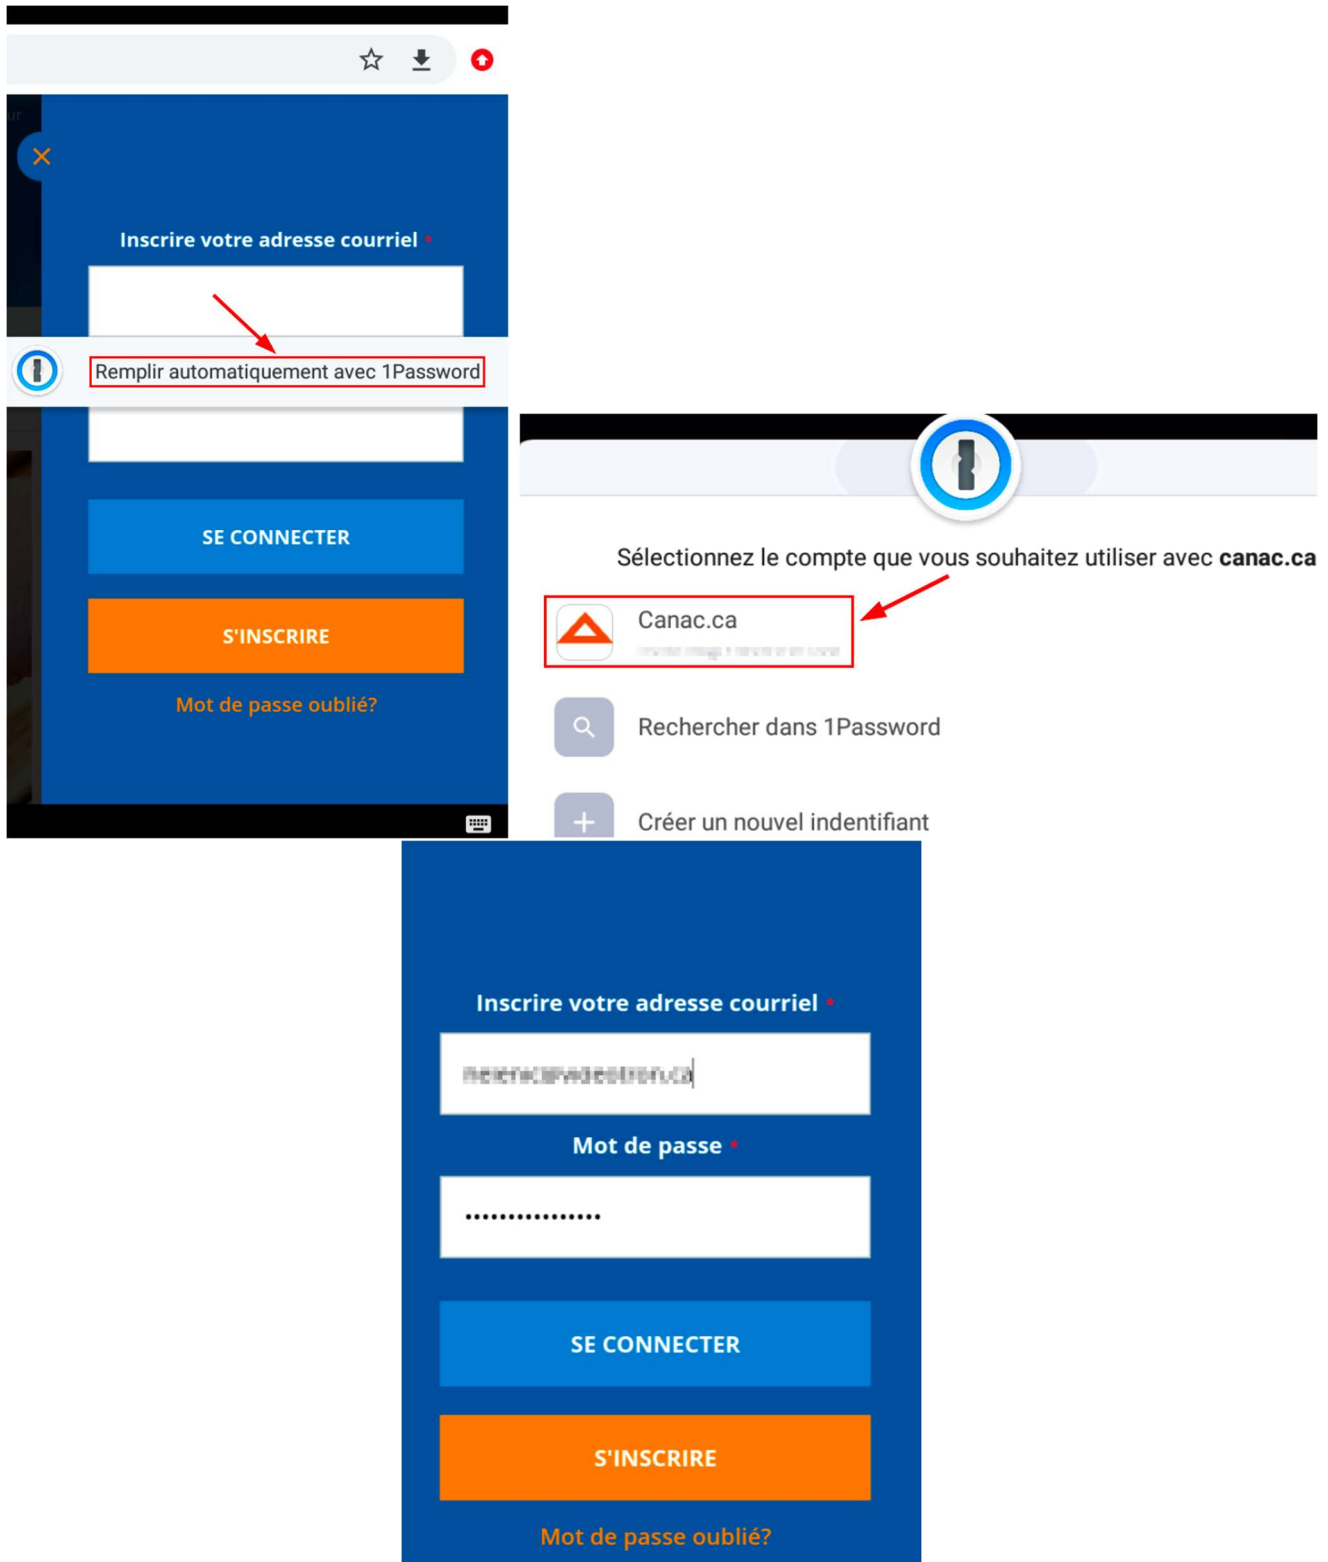 Inscrire votre adresse courriel *
Remplir automatiquement avec 1Password
SE CONNECTER
S'INSCRIRE
Mot de passe oublié?
Sélectionnez le compte que vous souhaitez utiliser avec canac.ca
Canac.ca
Rechercher dans 1Password
Créer un nouvel indentifiant
Inscrire votre adresse courriel *
Mot de passe *
••••••••••••••••
SE CONNECTER
S'INSCRIRE
Mot de passe oublié?